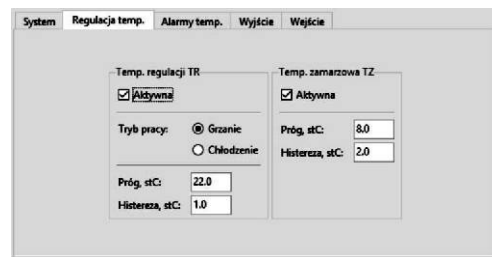 System Regulacja temp. Alarmy temp. Wyjście Wejście
Temp. regulacji TR
Aktywna
Tryb pracy: Grzanie
Chłodzenie
Próg, stC: 22.0
Histereza, stC: 1.0
Temp. zamarzowa TZ
Aktywna
Próg, stC: 8.0
Histereza, stC: 2.0